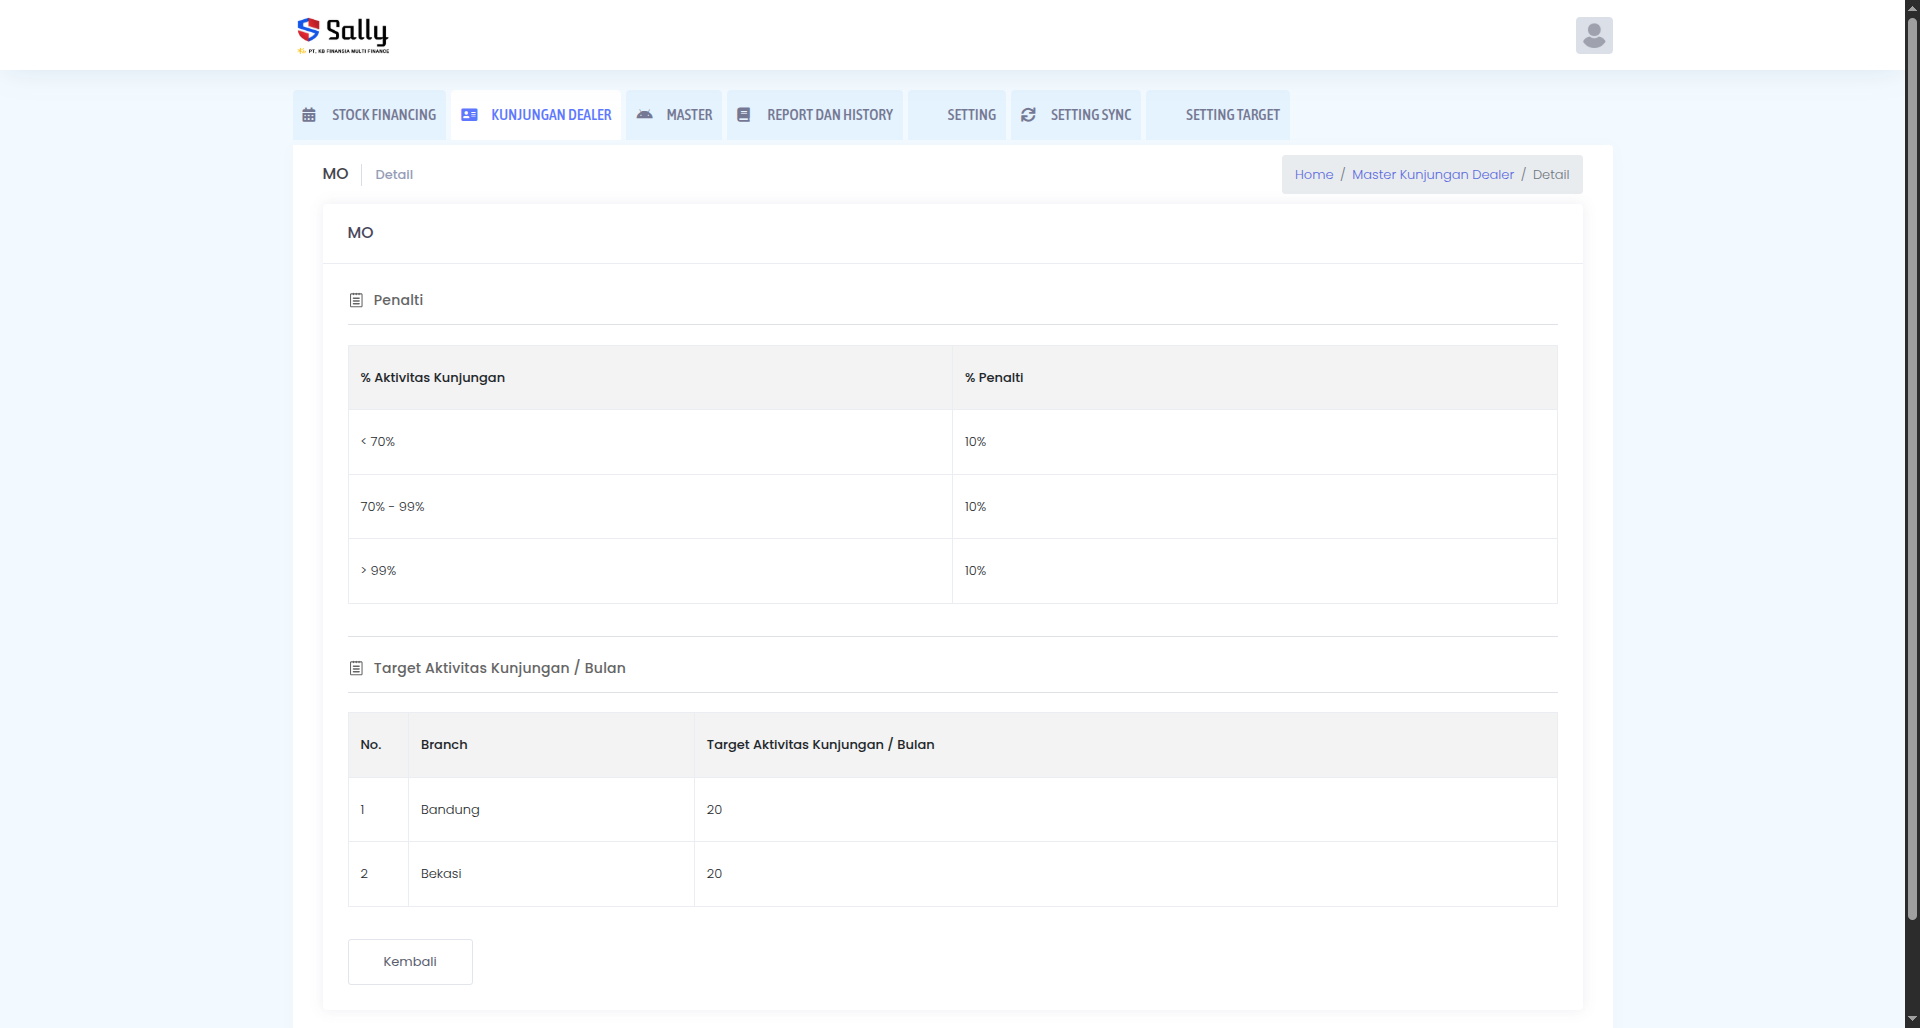 Sally
PT. KB FINANSIA MULTI FINANCE
STOCK FINANCING
KUNJUNGAN DEALER
MASTER
REPORT DAN HISTORY
SETTING
SETTING SYNC
SETTING TARGET
MO
Detail
Home / Master Kunjungan Dealer / Detail
MO
Penalti
% Aktivitas Kunjungan % Penalti
< 70% 10%
70% - 99% 10%
> 99% 10%
Target Aktivitas Kunjungan / Bulan
No. Branch Target Aktivitas Kunjungan / Bulan
1 Bandung 20
2 Bekasi 20
Kembali